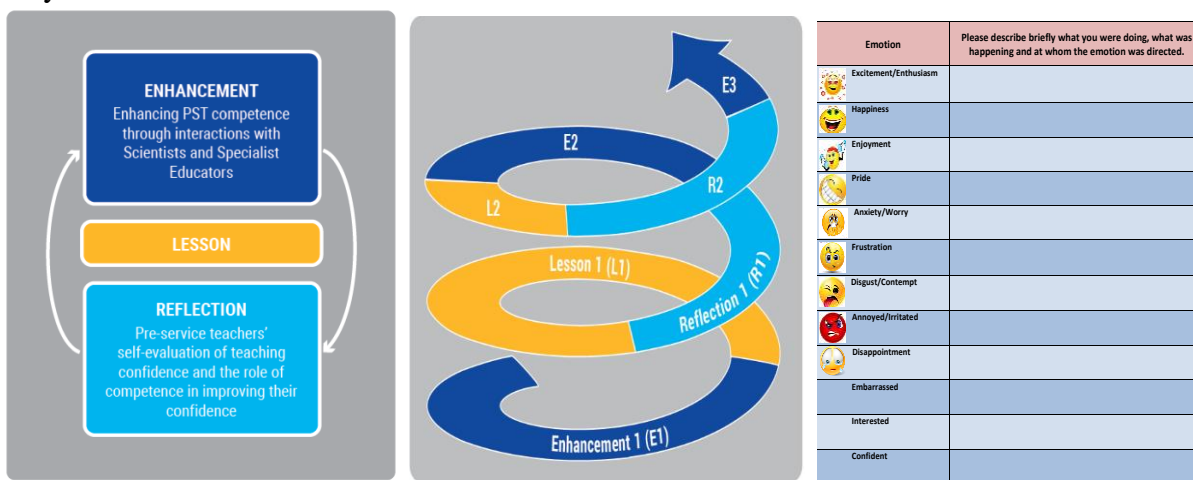 ENHANCEMENT
Enhancing PST competence
through interactions with
Scientists and Specialist
Educators
LESSON
REFLECTION
Pre-service teachers'
self-evaluation of teaching
confidence and the role of
competence in improving their
confidence
E3
E2
R2
L2
Lesson 1 (L1)
Reflection 1 (R1)
Enhancement 1 (E1)
Emotion
Please describe briefly what you were doing, what was
happening and at whom the emotion was directed.
Excitement/Enthusiasm
Happiness
Enjoyment
Pride
Anxiety/Worry
Frustration
Disgust/Contempt
Annoyed/Irritated
Disappointment
Embarrassed
Interested
Confident